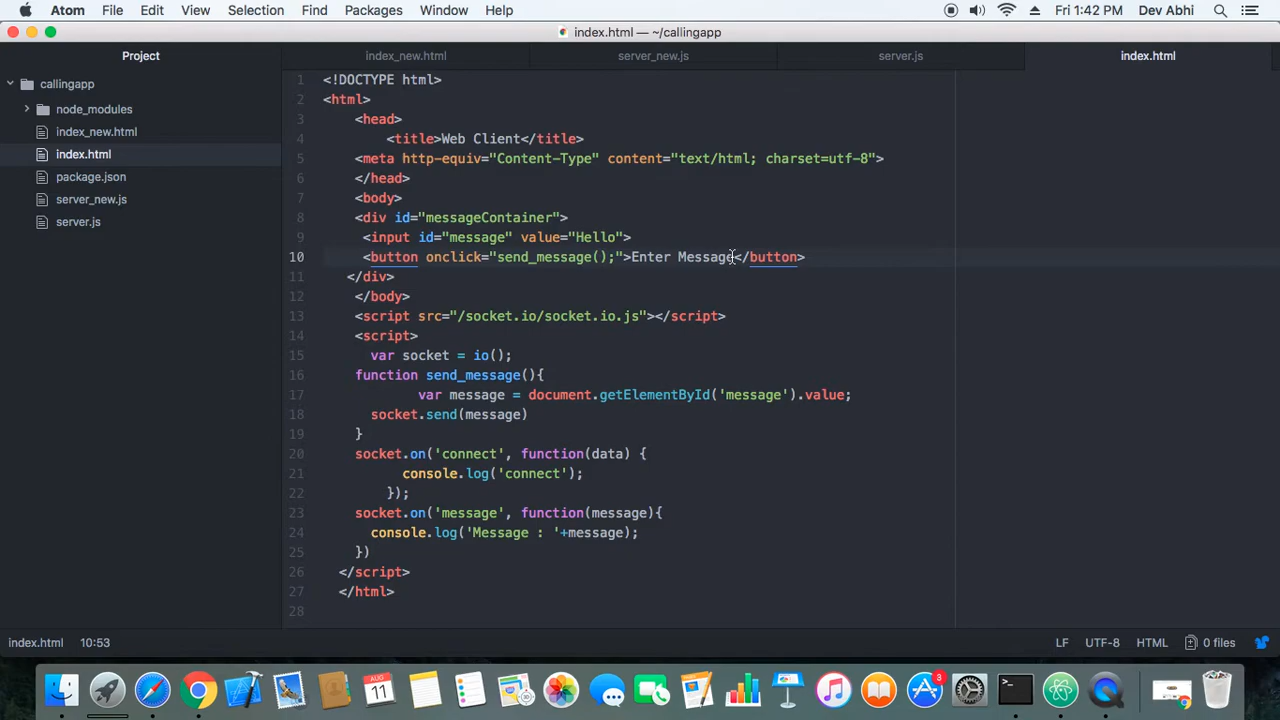 Atom File Edit View Selection Find Packages Window Help Fri 1:42 PM Dev Abhi
index.html — ~/callingapp
Project index_new.html server_new.js server.js index.html
callingapp
node_modules
index_new.html
index.html
package.json
server_new.js
server.js
1 <!DOCTYPE html>
2 <html>
3 <head>
4 <title>Web Client</title>
5 <meta http-equiv="Content-Type" content="text/html; charset=utf-8">
6 </head>
7 <body>
8 <div id="messageContainer">
9 <input id="message" value="Hello">
10 <button onclick="send_message();">Enter Message</button>
11 </div>
12 </body>
13 <script src="/socket.io/socket.io.js"></script>
14 <script>
15 var socket = io();
16 function send_message(){
17 var message = document.getElementById('message').value;
18 socket.send(message)
19 }
20 socket.on('connect', function(data) {
21 console.log('connect');
22 });
23 socket.on('message', function(message){
24 console.log('Message : '+message);
25 })
26 </script>
27 </html>
28
index.html 10:53 LF UTF-8 HTML 0 files
AUG
11
3